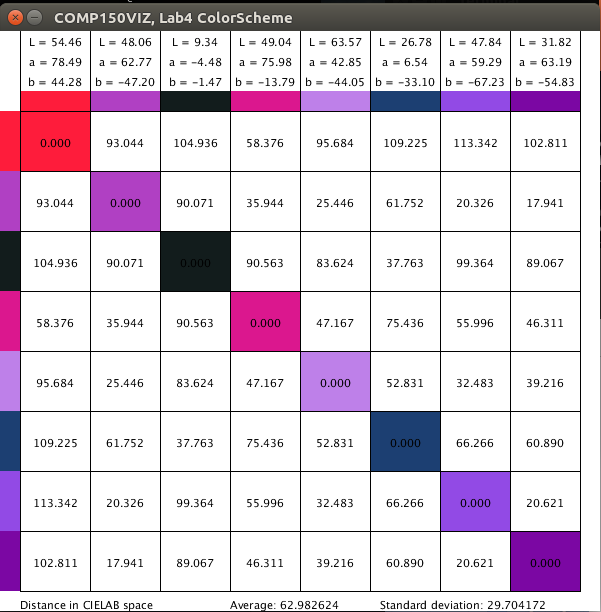 COMP150VIZ, Lab4 ColorScheme
L = 54.46 L = 48.06 L = 9.34 L = 49.04 L = 63.57 L = 26.78 L = 47.84 L = 31.82
a = 78.49 a = 62.77 a = -4.48 a = 75.98 a = 42.85 a = 6.54 a = 59.29 a = 63.19
b = 44.28 b = -47.20 b = -1.47 b = -13.79 b = -44.05 b = -33.10 b = -67.23 b = -54.83
0.000 93.044 104.936 58.376 95.684 109.225 113.342 102.811
93.044 0.000 90.071 35.944 25.446 61.752 20.326 17.941
104.936 90.071 0.000 90.563 83.624 37.763 99.364 89.067
58.376 35.944 90.563 0.000 47.167 75.436 55.996 46.311
95.684 25.446 83.624 47.167 0.000 52.831 32.483 39.216
109.225 61.752 37.763 75.436 52.831 0.000 66.266 60.890
113.342 20.326 99.364 55.996 32.483 66.266 0.000 20.621
102.811 17.941 89.067 46.311 39.216 60.890 20.621 0.000
Distance in CIELAB space Average: 62.982624 Standard deviation: 29.704172